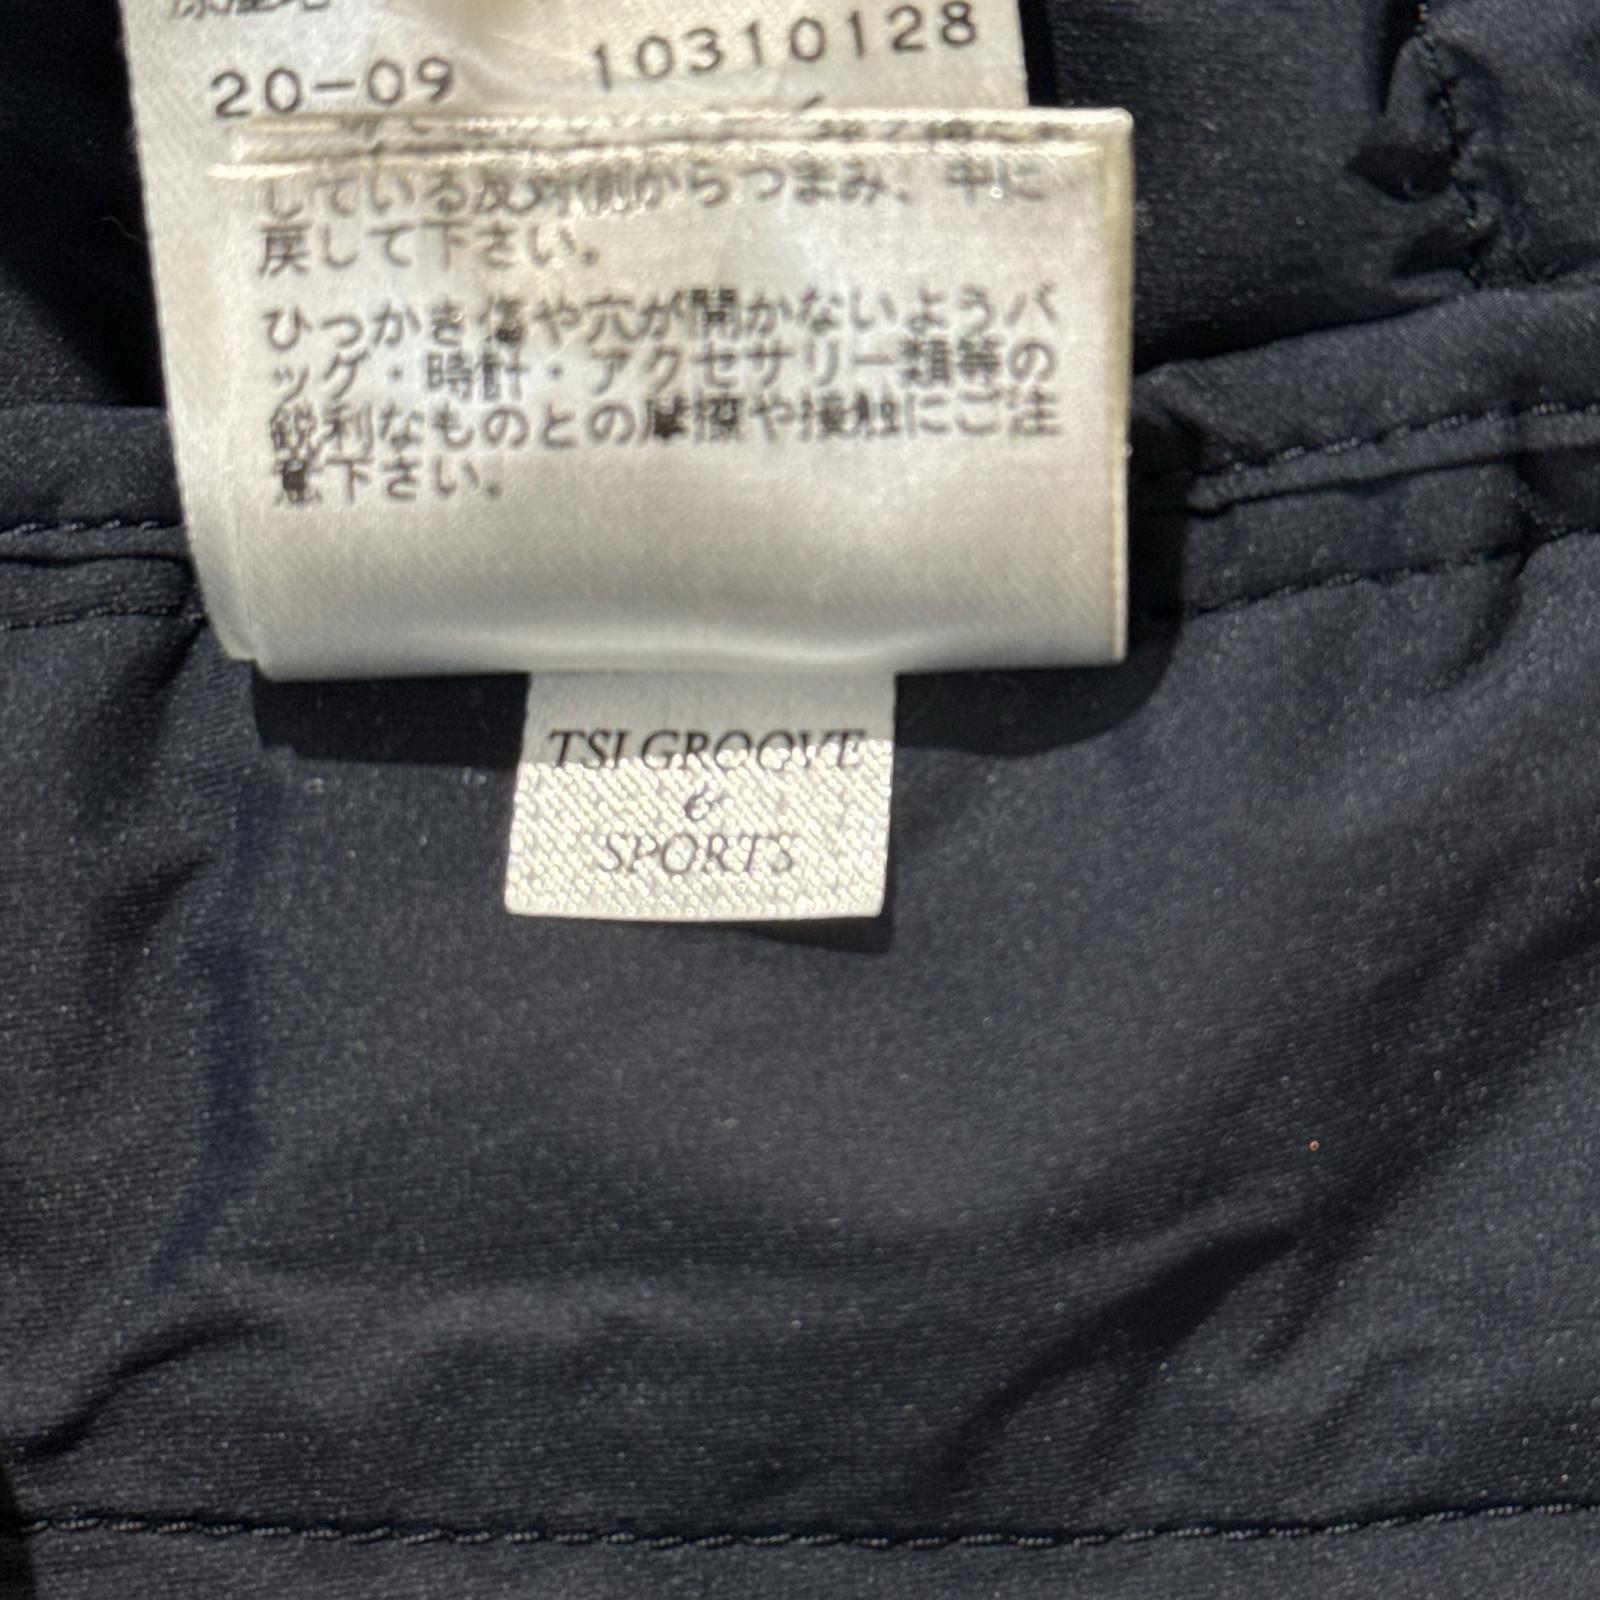 20-09 10310128
している反対側からつまみ、中に
戻して下さい。
ひっかき傷や穴が開かないようバ
ッグ・時計・アクセサリー類等の
鋭利なものとの摩擦や接触にご注
意下さい。
TSI GROOVE
&
SPORTS